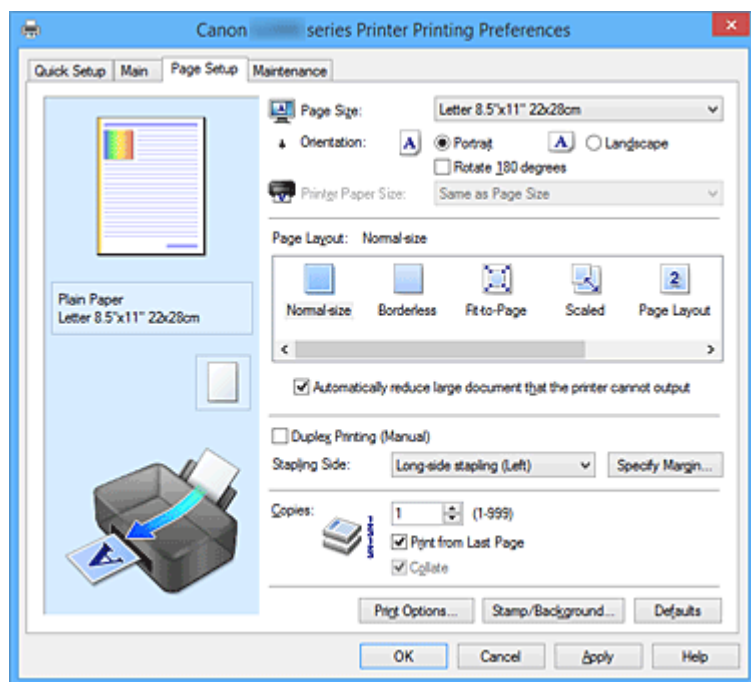 Canon series Printer Printing Preferences
Quick Setup Main Page Setup Maintenance
Page Size: Letter 8.5"x11" 22x28cm
Orientation: A Portrait A Landscape
Rotate 180 degrees
Printer Paper Size: Same as Page Size
Page Layout: Normal-size
2
Normal-size Borderless Fit-to-Page Scaled Page Layout
Plain Paper
Letter 8.5"x11" 22x28cm
Automatically reduce large document that the printer cannot output
Duplex Printing (Manual)
Stapling Side: Long-side stapling (Left) Specify Margin...
Copies: 1 (1-999)
Print from Last Page
Collate
A
Print Options... Stamp/Background... Defaults
OK Cancel Apply Help